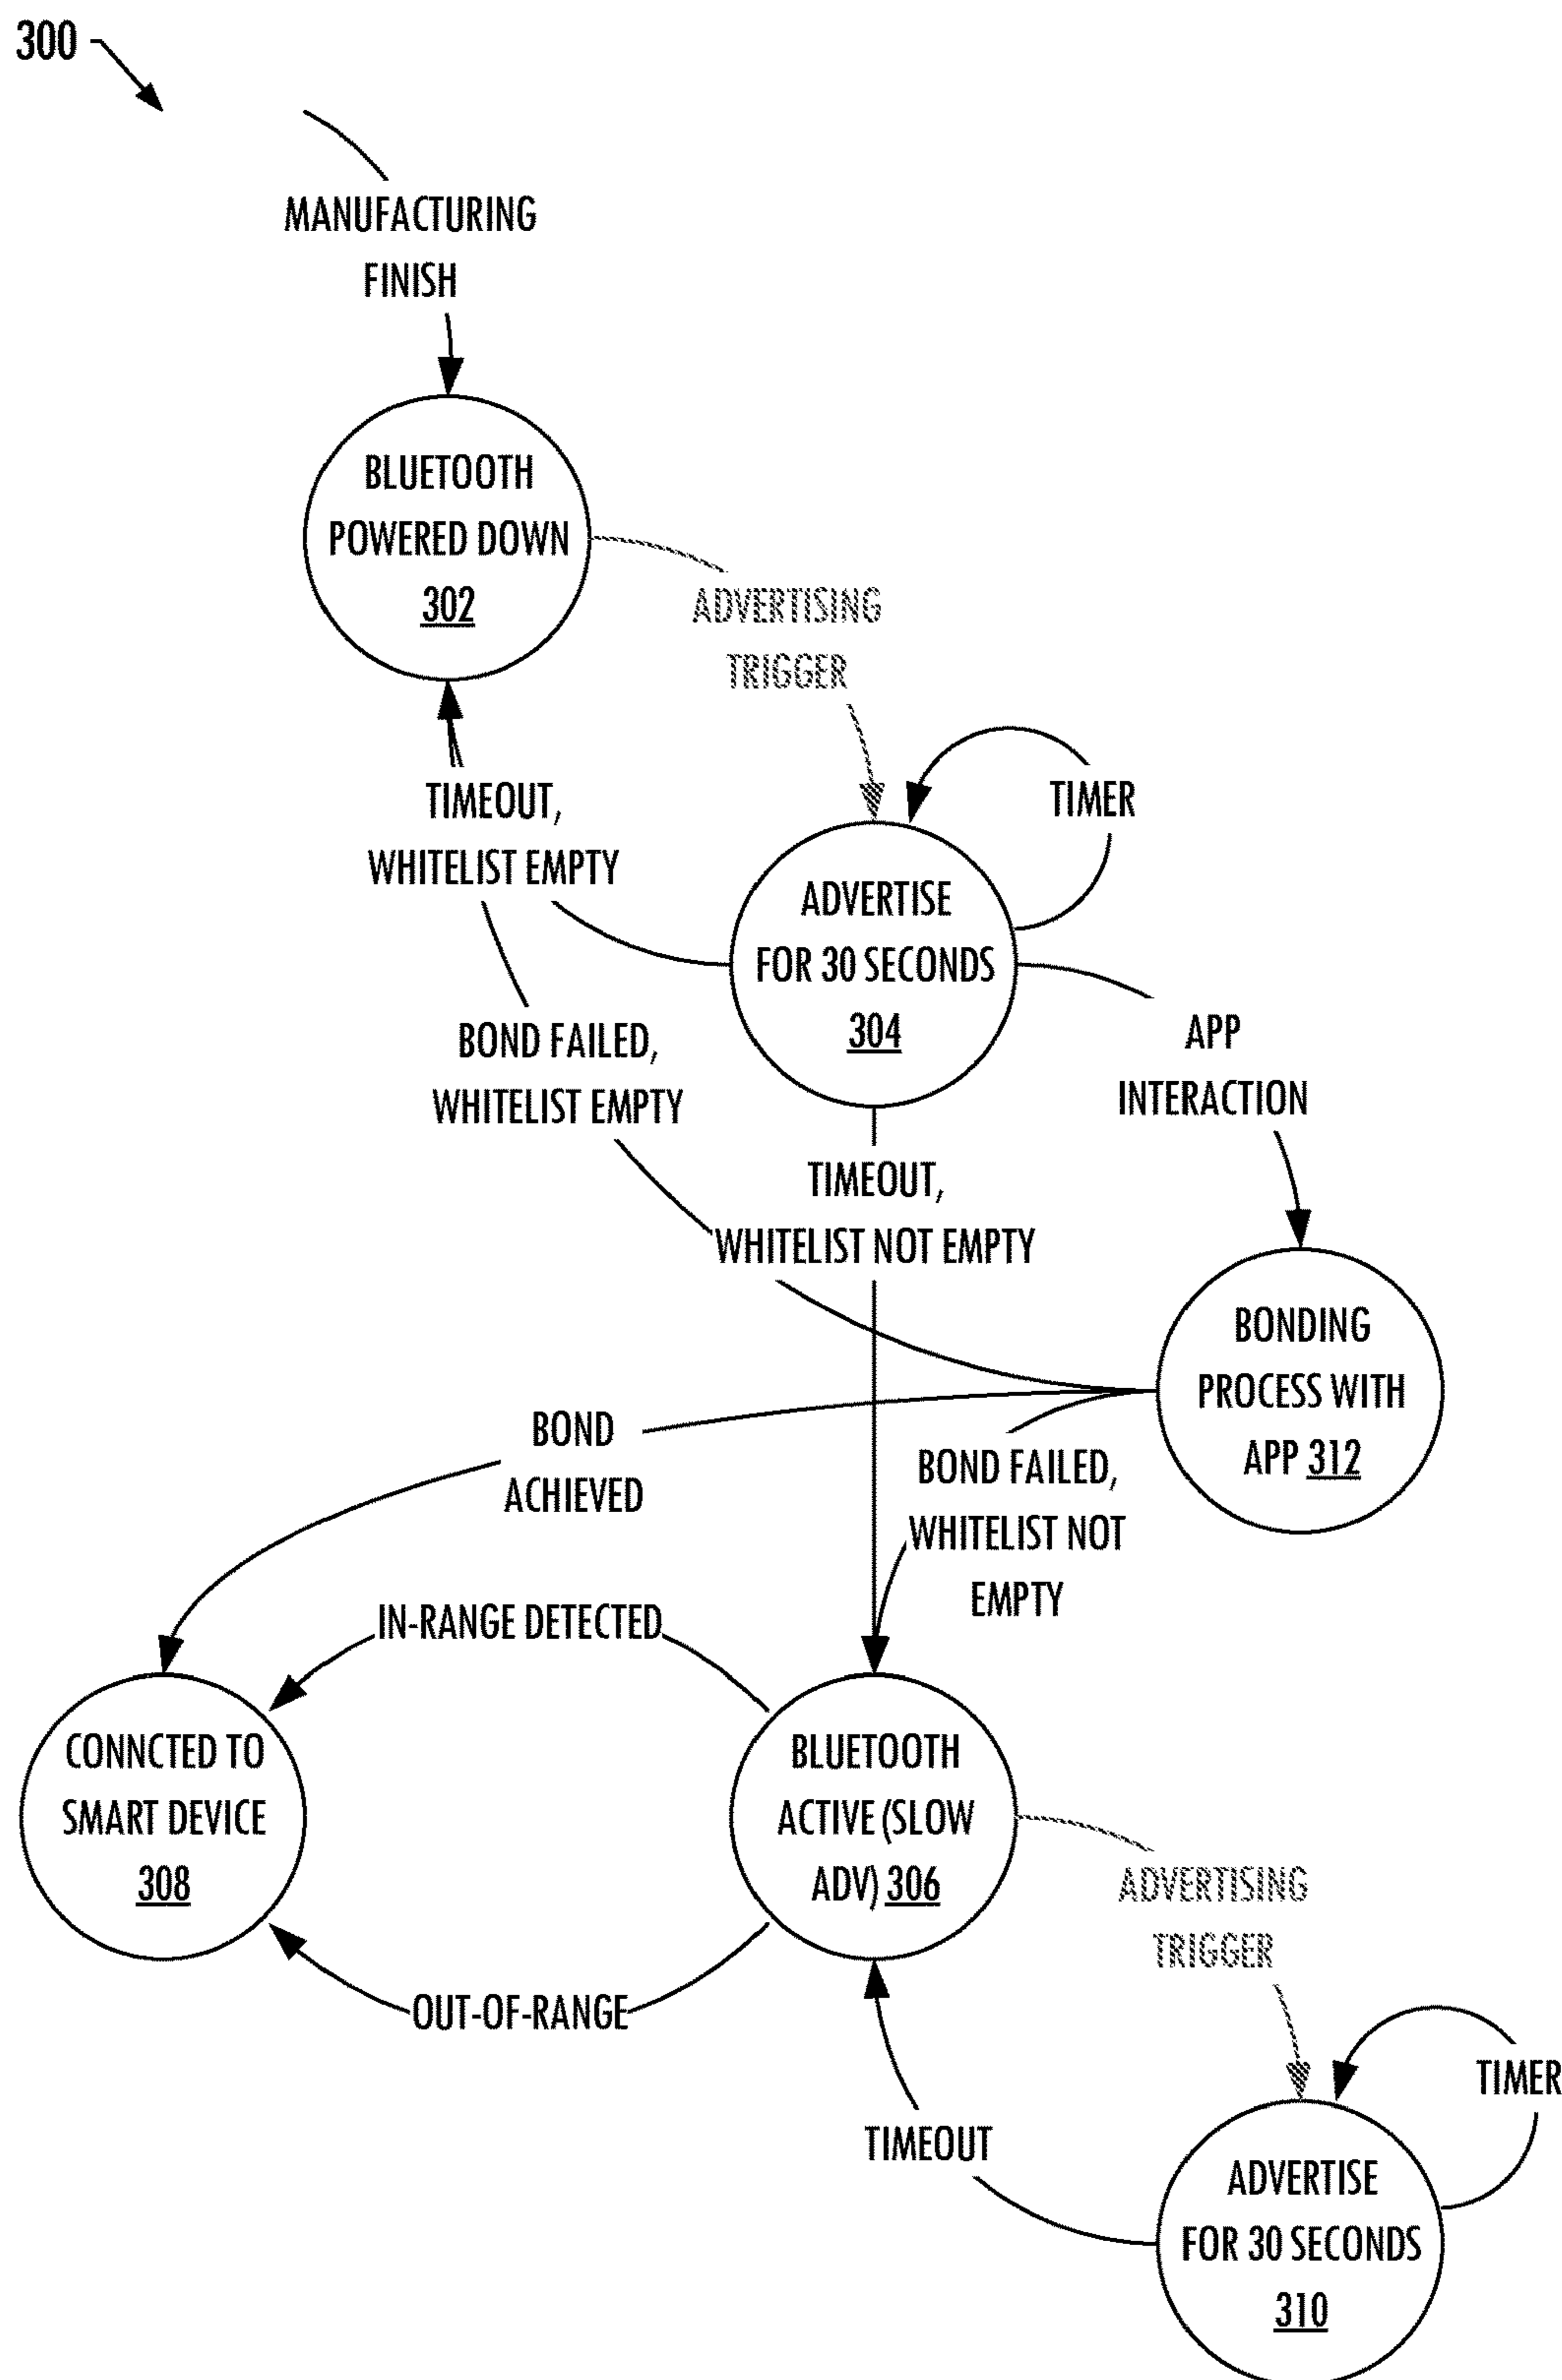 300
MANUFACTURING
FINISH
BLUETOOTH
POWERED DOWN
302
ADVERTISING
TRIGGER
TIMER
TIMEOUT,
WHITELIST EMPTY
ADVERTISE
FOR 30 SECONDS
304
BOND FAILED,
WHITELIST EMPTY
APP
INTERACTION
TIMEOUT,
WHITELIST NOT EMPTY
BONDING
PROCESS WITH
APP 312
BOND
ACHIEVED
BOND FAILED,
WHITELIST NOT
EMPTY
IN-RANGE DETECTED
CONNCTED TO
SMART DEVICE
308
BLUETOOTH
ACTIVE (SLOW
ADV) 306
ADVERTISING
TRIGGER
OUT-OF-RANGE
TIMER
TIMEOUT
ADVERTISE
FOR 30 SECONDS
310